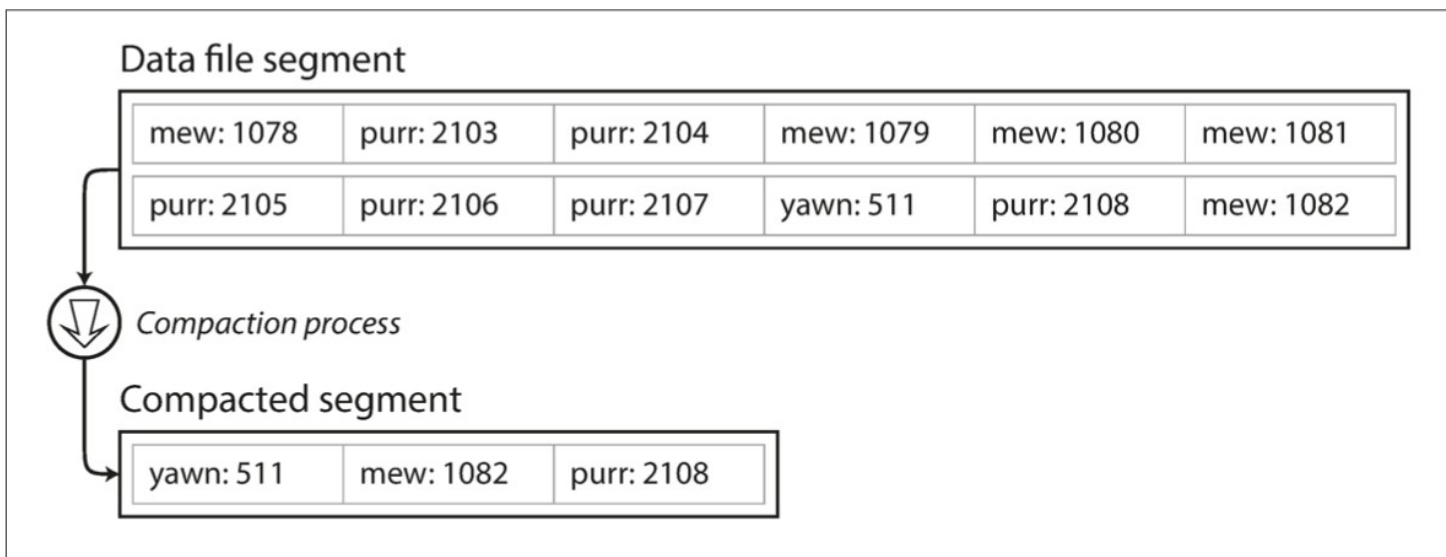 Data file segment
mew: 1078 purr: 2103 purr: 2104 mew: 1079 mew: 1080 mew: 1081
purr: 2105 purr: 2106 purr: 2107 yawn: 511 purr: 2108 mew: 1082
Compaction process
Compacted segment
yawn: 511 mew: 1082 purr: 2108